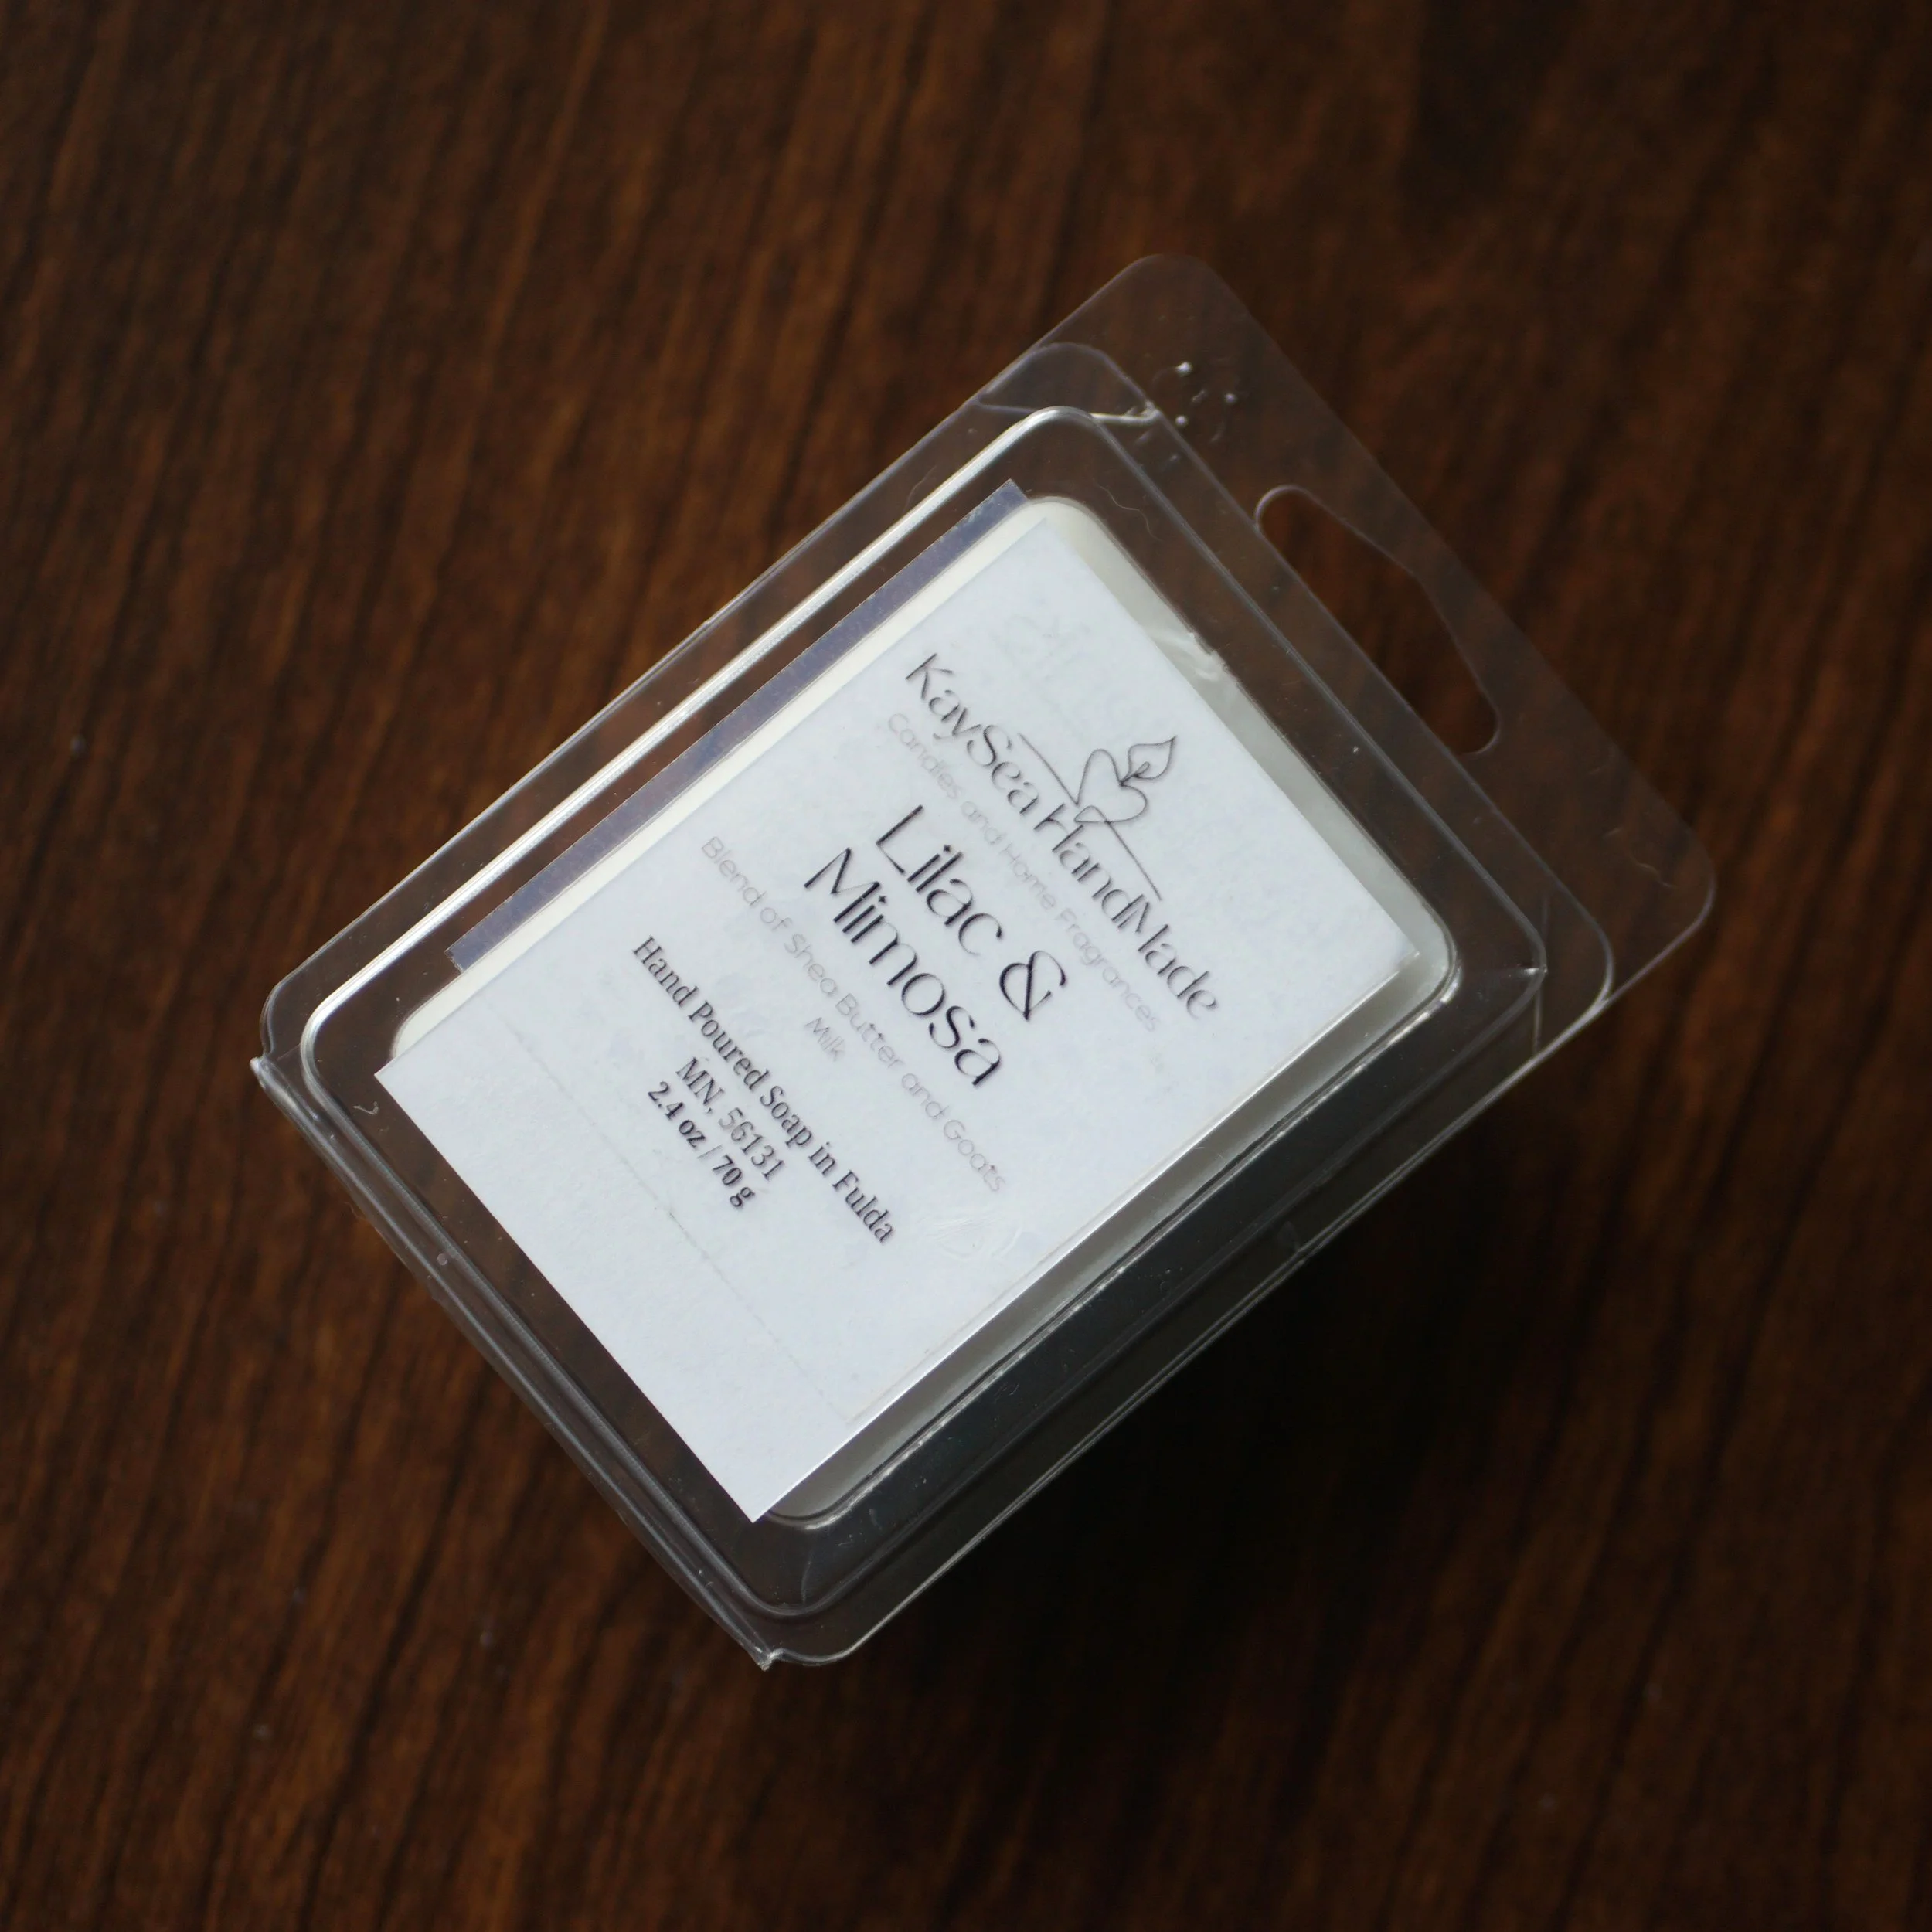 KaySea HandMade
Candles and Home Fragrances
Lilac &
Mimosa
Blend of Shea Butter and Goats
Milk
Hand Poured Soap in Fulda
MN, 56131
2.4 oz / 70 g